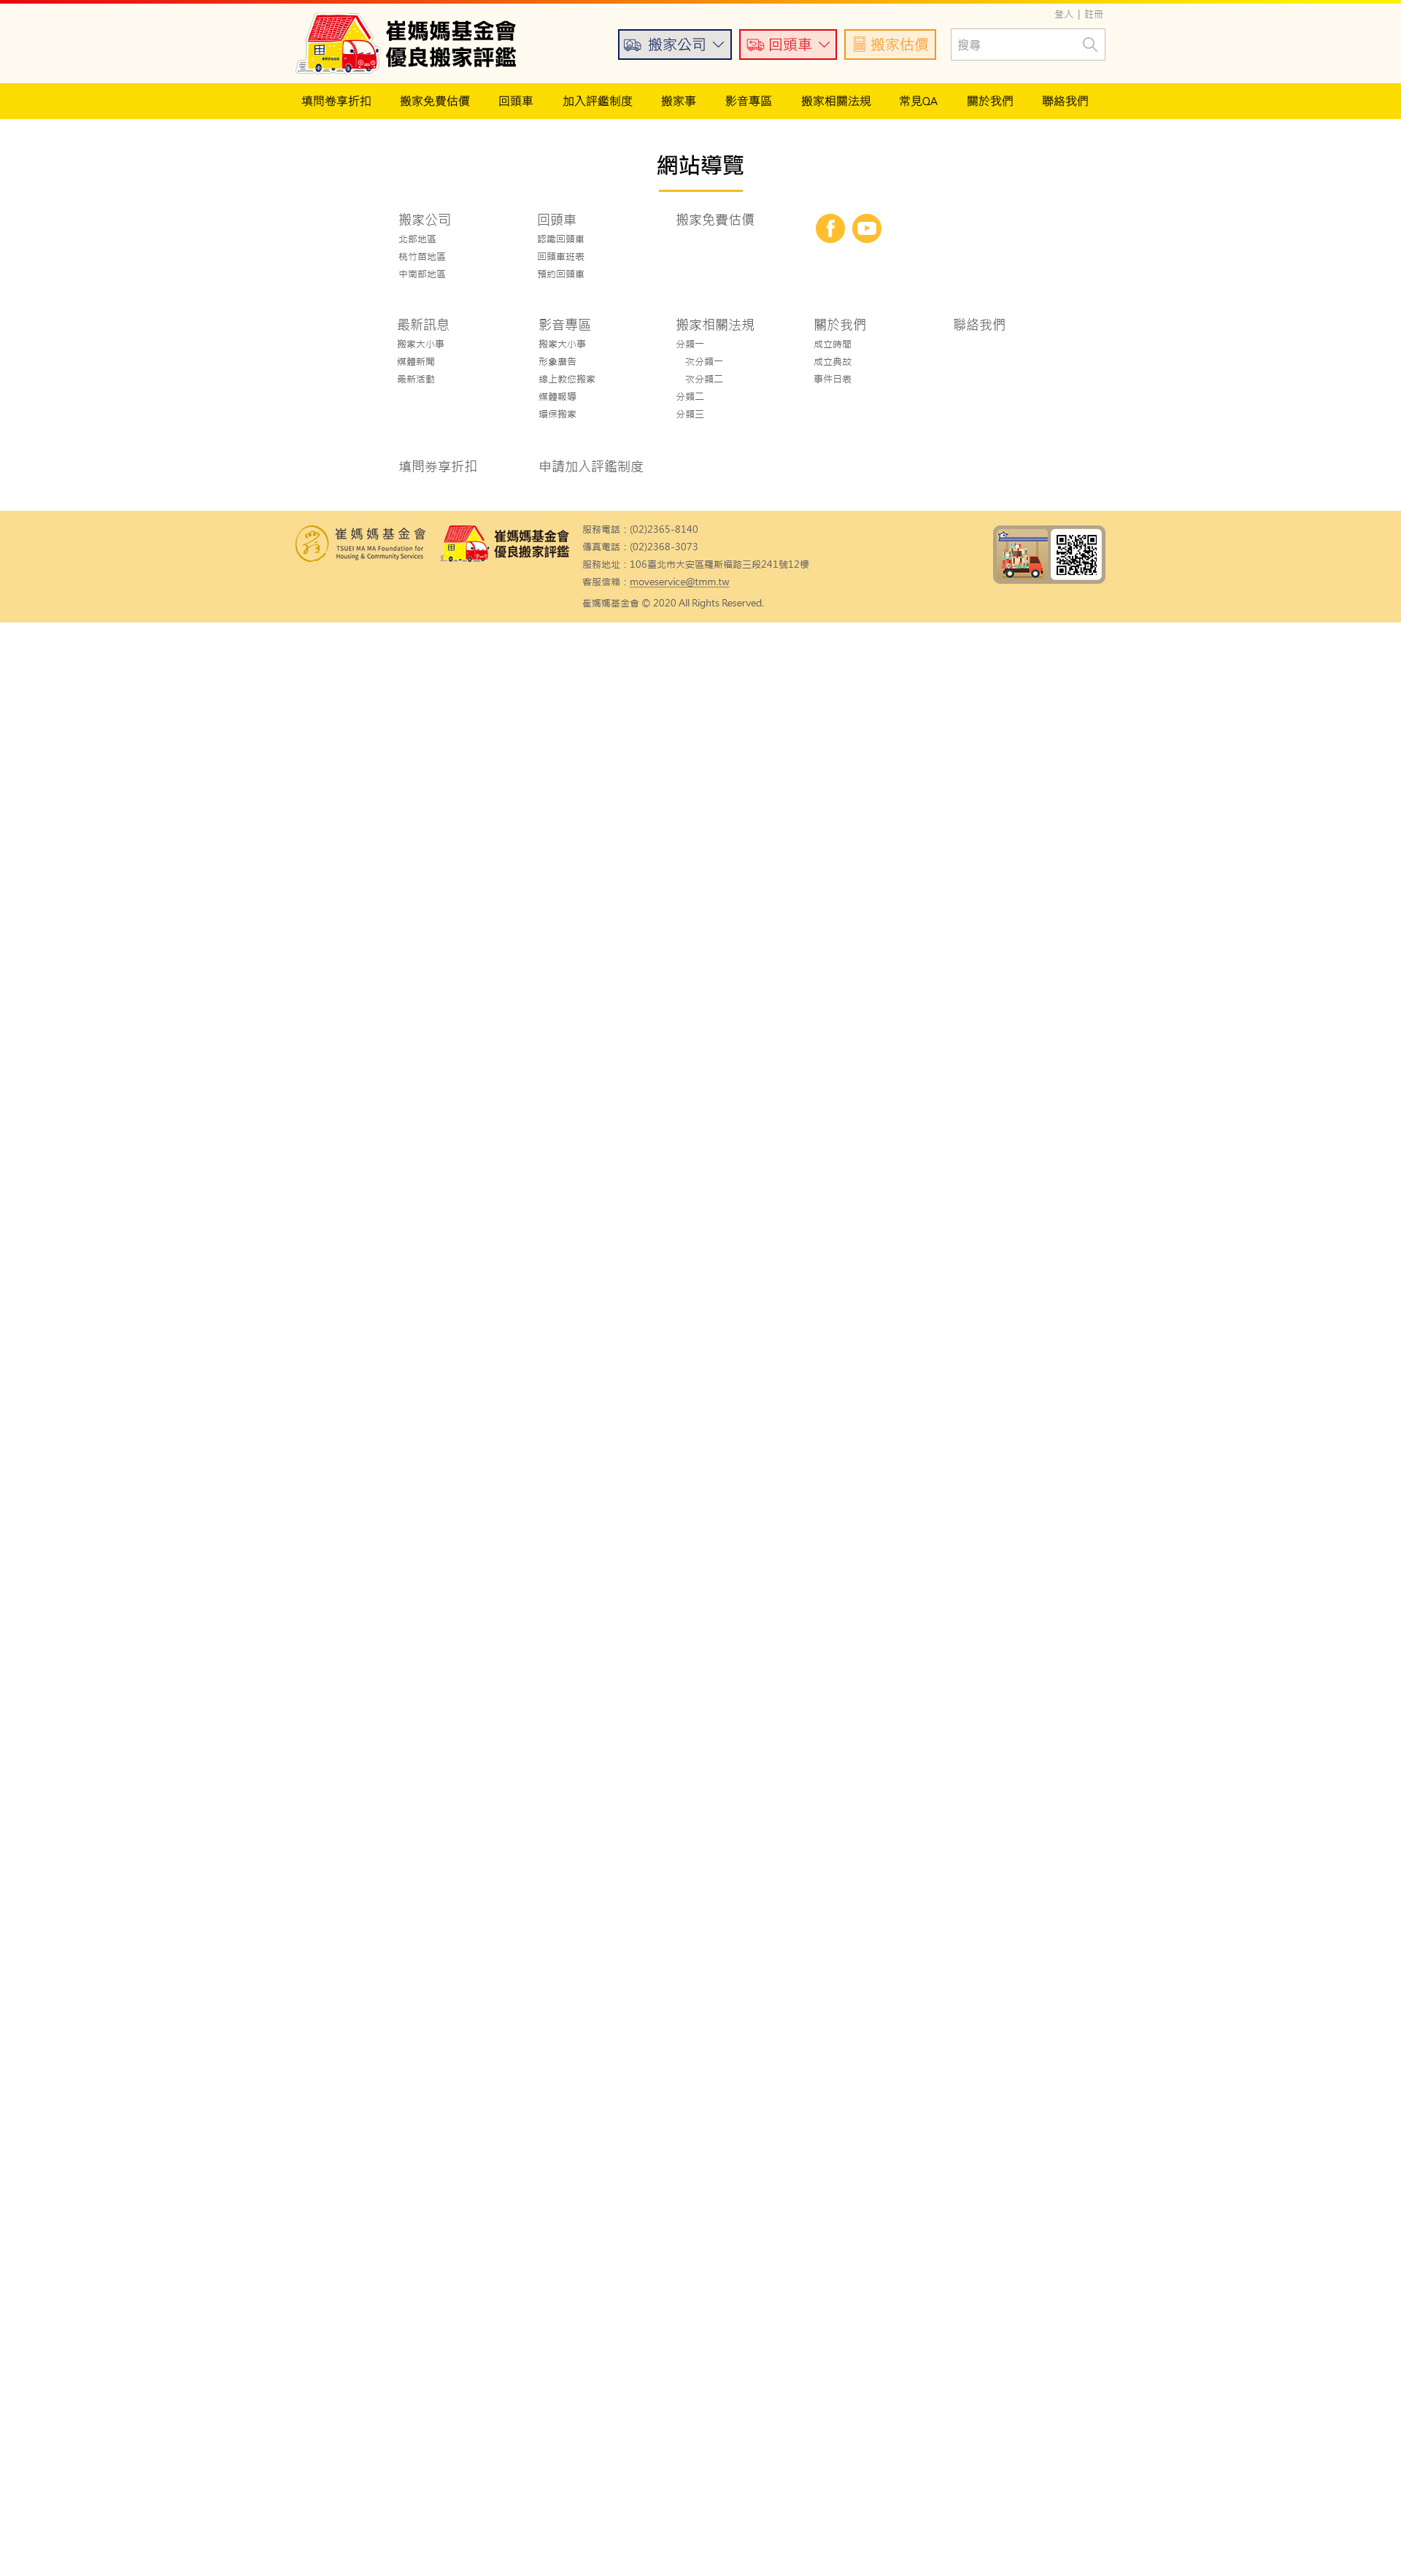 登入 | 註冊
崔媽媽基金會
優良搬家評鑑
搬家公司
回頭車
搬家估價
搜尋
填問卷享折扣 搬家免費估價 回頭車 加入評鑑制度 搬家事 影音專區 搬家相關法規 常見QA 關於我們 聯絡我們
網站導覽
搬家公司
北部地區
桃竹苗地區
中南部地區
回頭車
認識回頭車
回頭車班表
預約回頭車
搬家免費估價
最新訊息
搬家大小事
媒體新聞
最新活動
影音專區
搬家大小事
形象廣告
線上教您搬家
媒體報導
環保搬家
搬家相關法規
分類一
次分類一
次分類二
分類二
分類三
關於我們
成立時間
成立典故
事件日表
聯絡我們
填問券享折扣
申請加入評鑑制度
崔媽媽基金會
TSUEI MA MA Foundation for
Housing & Community Services
崔媽媽基金會
優良搬家評鑑
服務電話：(02)2365-8140
傳真電話：(02)2368-3073
服務地址：106臺北市大安區羅斯福路三段241號12樓
客服信箱：moveservice@tmm.tw
崔媽媽基金會 © 2020 All Rights Reserved.